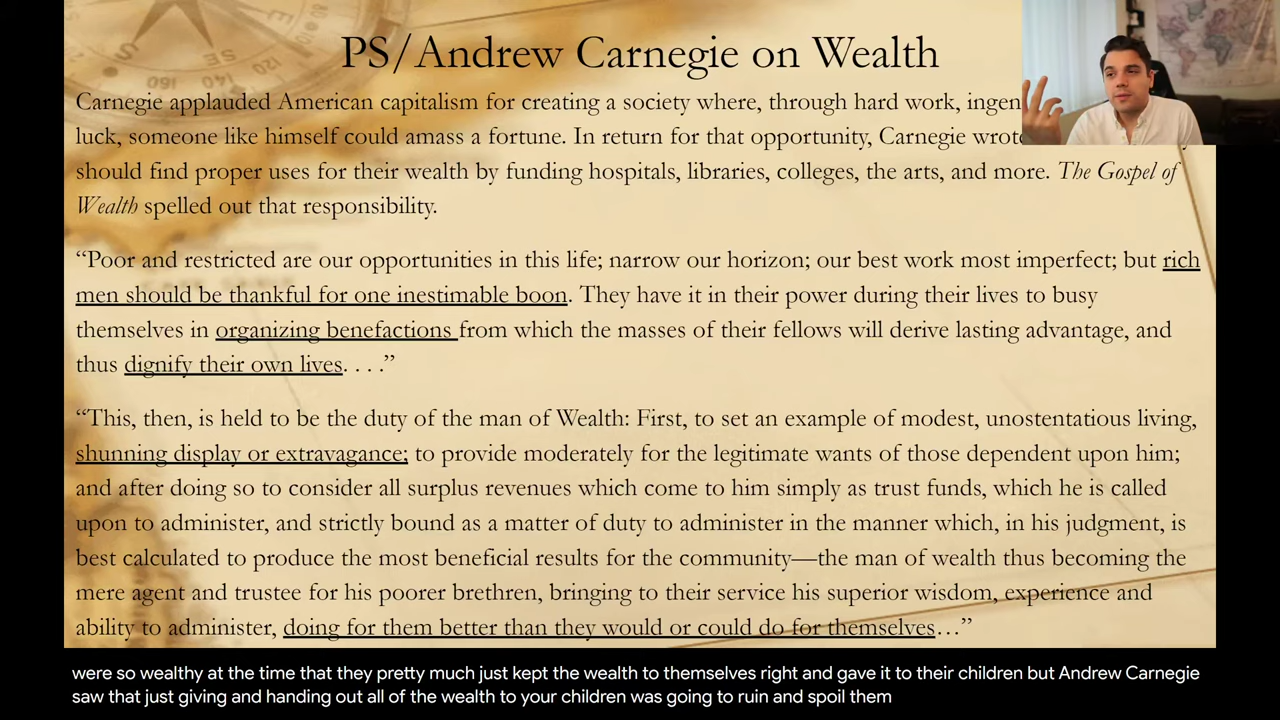 PS/Andrew Carnegie on Wealth
Carnegie applauded American capitalism for creating a society where, through hard work,
luck, someone like himself could amass a fortune. In return for that opportunity, Carnegie wrote
should find proper uses for their wealth by funding hospitals, libraries, colleges, the arts, and more. The Gospel of
Wealth spelled out that responsibility.
“Poor and restricted are our opportunities in this life; narrow our horizon; our best work most imperfect; but rich
men should be thankful for one inestimable boon. They have it in their power during their lives to busy
themselves in organizing benefactions from which the masses of their fellows will derive lasting advantage, and
thus dignify their own lives. . . .”
“This, then, is held to be the duty of the man of Wealth: First, to set an example of modest, unostentatious living,
shunning display or extravagance; to provide moderately for the legitimate wants of those dependent upon him;
and after doing so to consider all surplus revenues which come to him simply as trust funds, which he is called
upon to administer, and strictly bound as a matter of duty to administer in the manner which, in his judgment, is
best calculated to produce the most beneficial results for the community—the man of wealth thus becoming the
mere agent and trustee for his poorer brethren, bringing to their service his superior wisdom, experience and
ability to administer, doing for them better than they would or could do for themselves…”
were so wealthy at the time that they pretty much just kept the wealth to themselves right and gave it to their children but Andrew Carnegie
saw that just giving and handing out all of the wealth to your children was going to ruin and spoil them